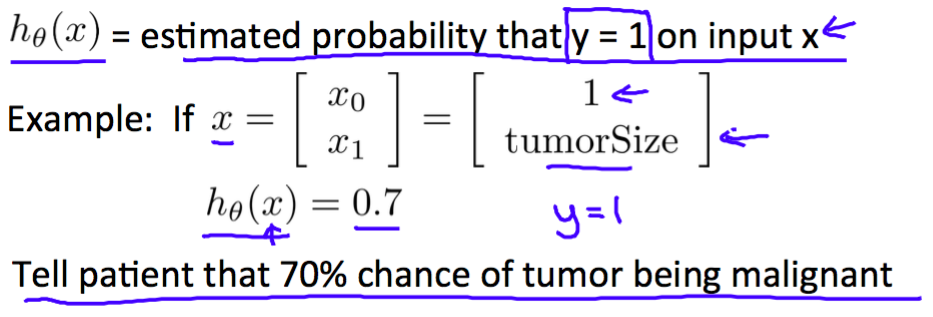 hθ(x) = estimated probability that y = 1 on input x
Example: If x = [ x0 x1 ] = [ 1 tumorSize ]
hθ(x) = 0.7 y=1
Tell patient that 70% chance of tumor being malignant